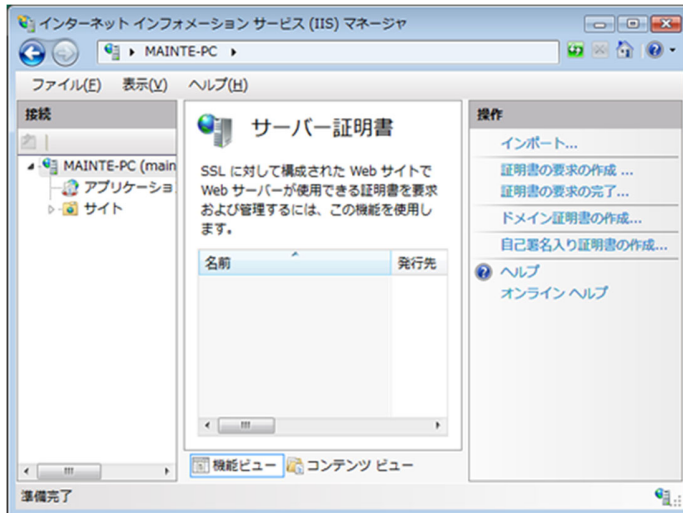 インターネット インフォメーション サービス (IIS) マネージャ
MAINTE-PC
ファイル(F) 表示(V) ヘルプ(H)
接続
MAINTE-PC (main
アプリケーショ
サイト
サーバー証明書
SSL に対して構成された Web サイトで
Web サーバーが使用できる証明書を要求
および管理するには、この機能を使用し
ます。
名前 発行先
機能ビュー コンテンツ ビュー
操作
インポート...
証明書の要求の作成 ...
証明書の要求の完了...
ドメイン証明書の作成...
自己署名入り証明書の作成...
ヘルプ
オンライン ヘルプ
準備完了